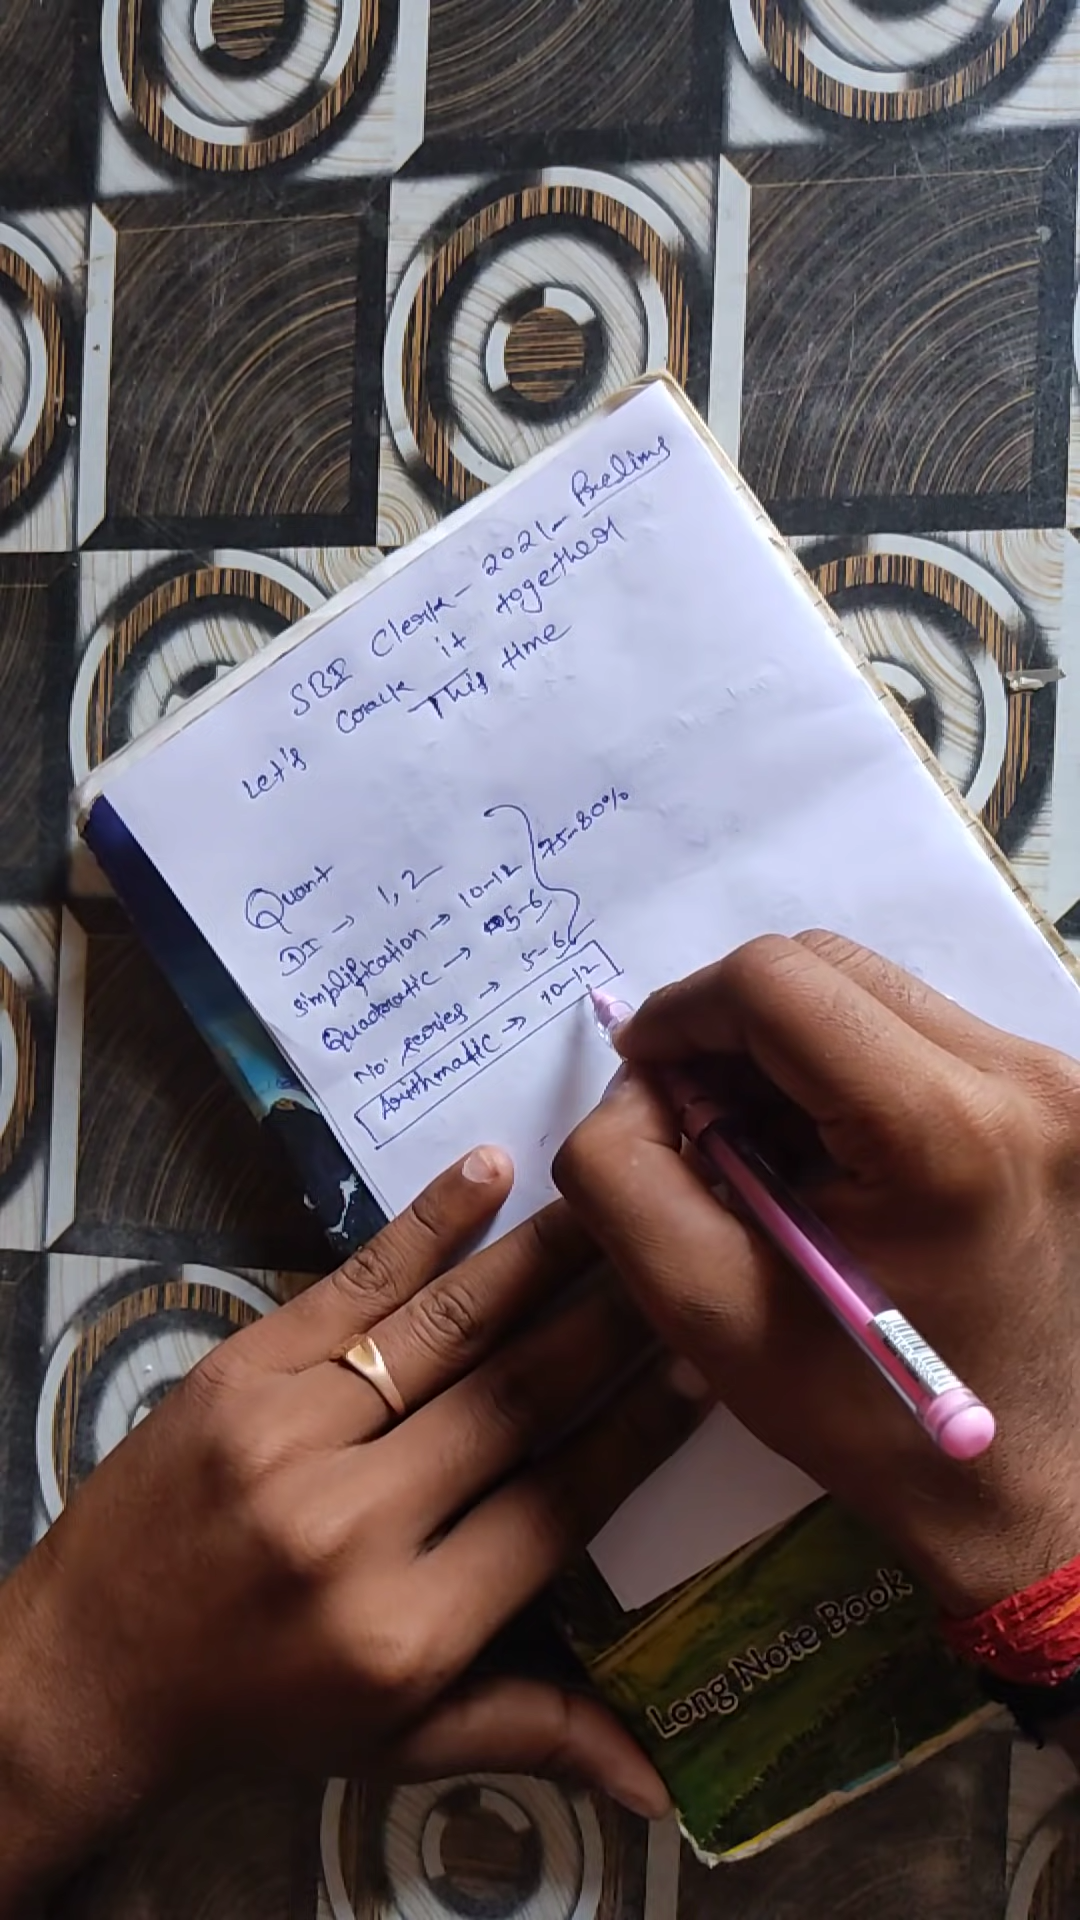 SBI Clerk - 2021 - Prelims
Let's Crack it together
This time
Quant
DI → 1, 2
Simplification → 10-12
Quadratic → 5-6
No. series → 5-6
75-80%
Arithmatic → 10-12
Long Note Book